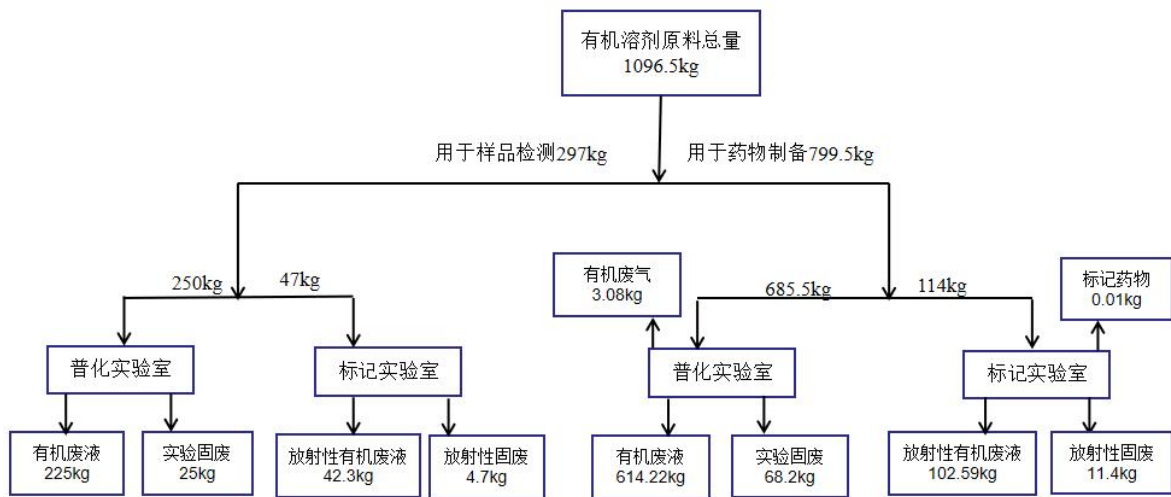 有机溶剂原料总量
1096.5kg
用于样品检测297kg
用于药物制备799.5kg
250kg
47kg
有机废气
3.08kg
685.5kg
114kg
标记药物
0.01kg
普化实验室
标记实验室
普化实验室
标记实验室
有机废液
225kg
实验固废
25kg
放射性有机废液
42.3kg
放射性固废
4.7kg
有机废液
614.22kg
实验固废
68.2kg
放射性有机废液
102.59kg
放射性固废
11.4kg